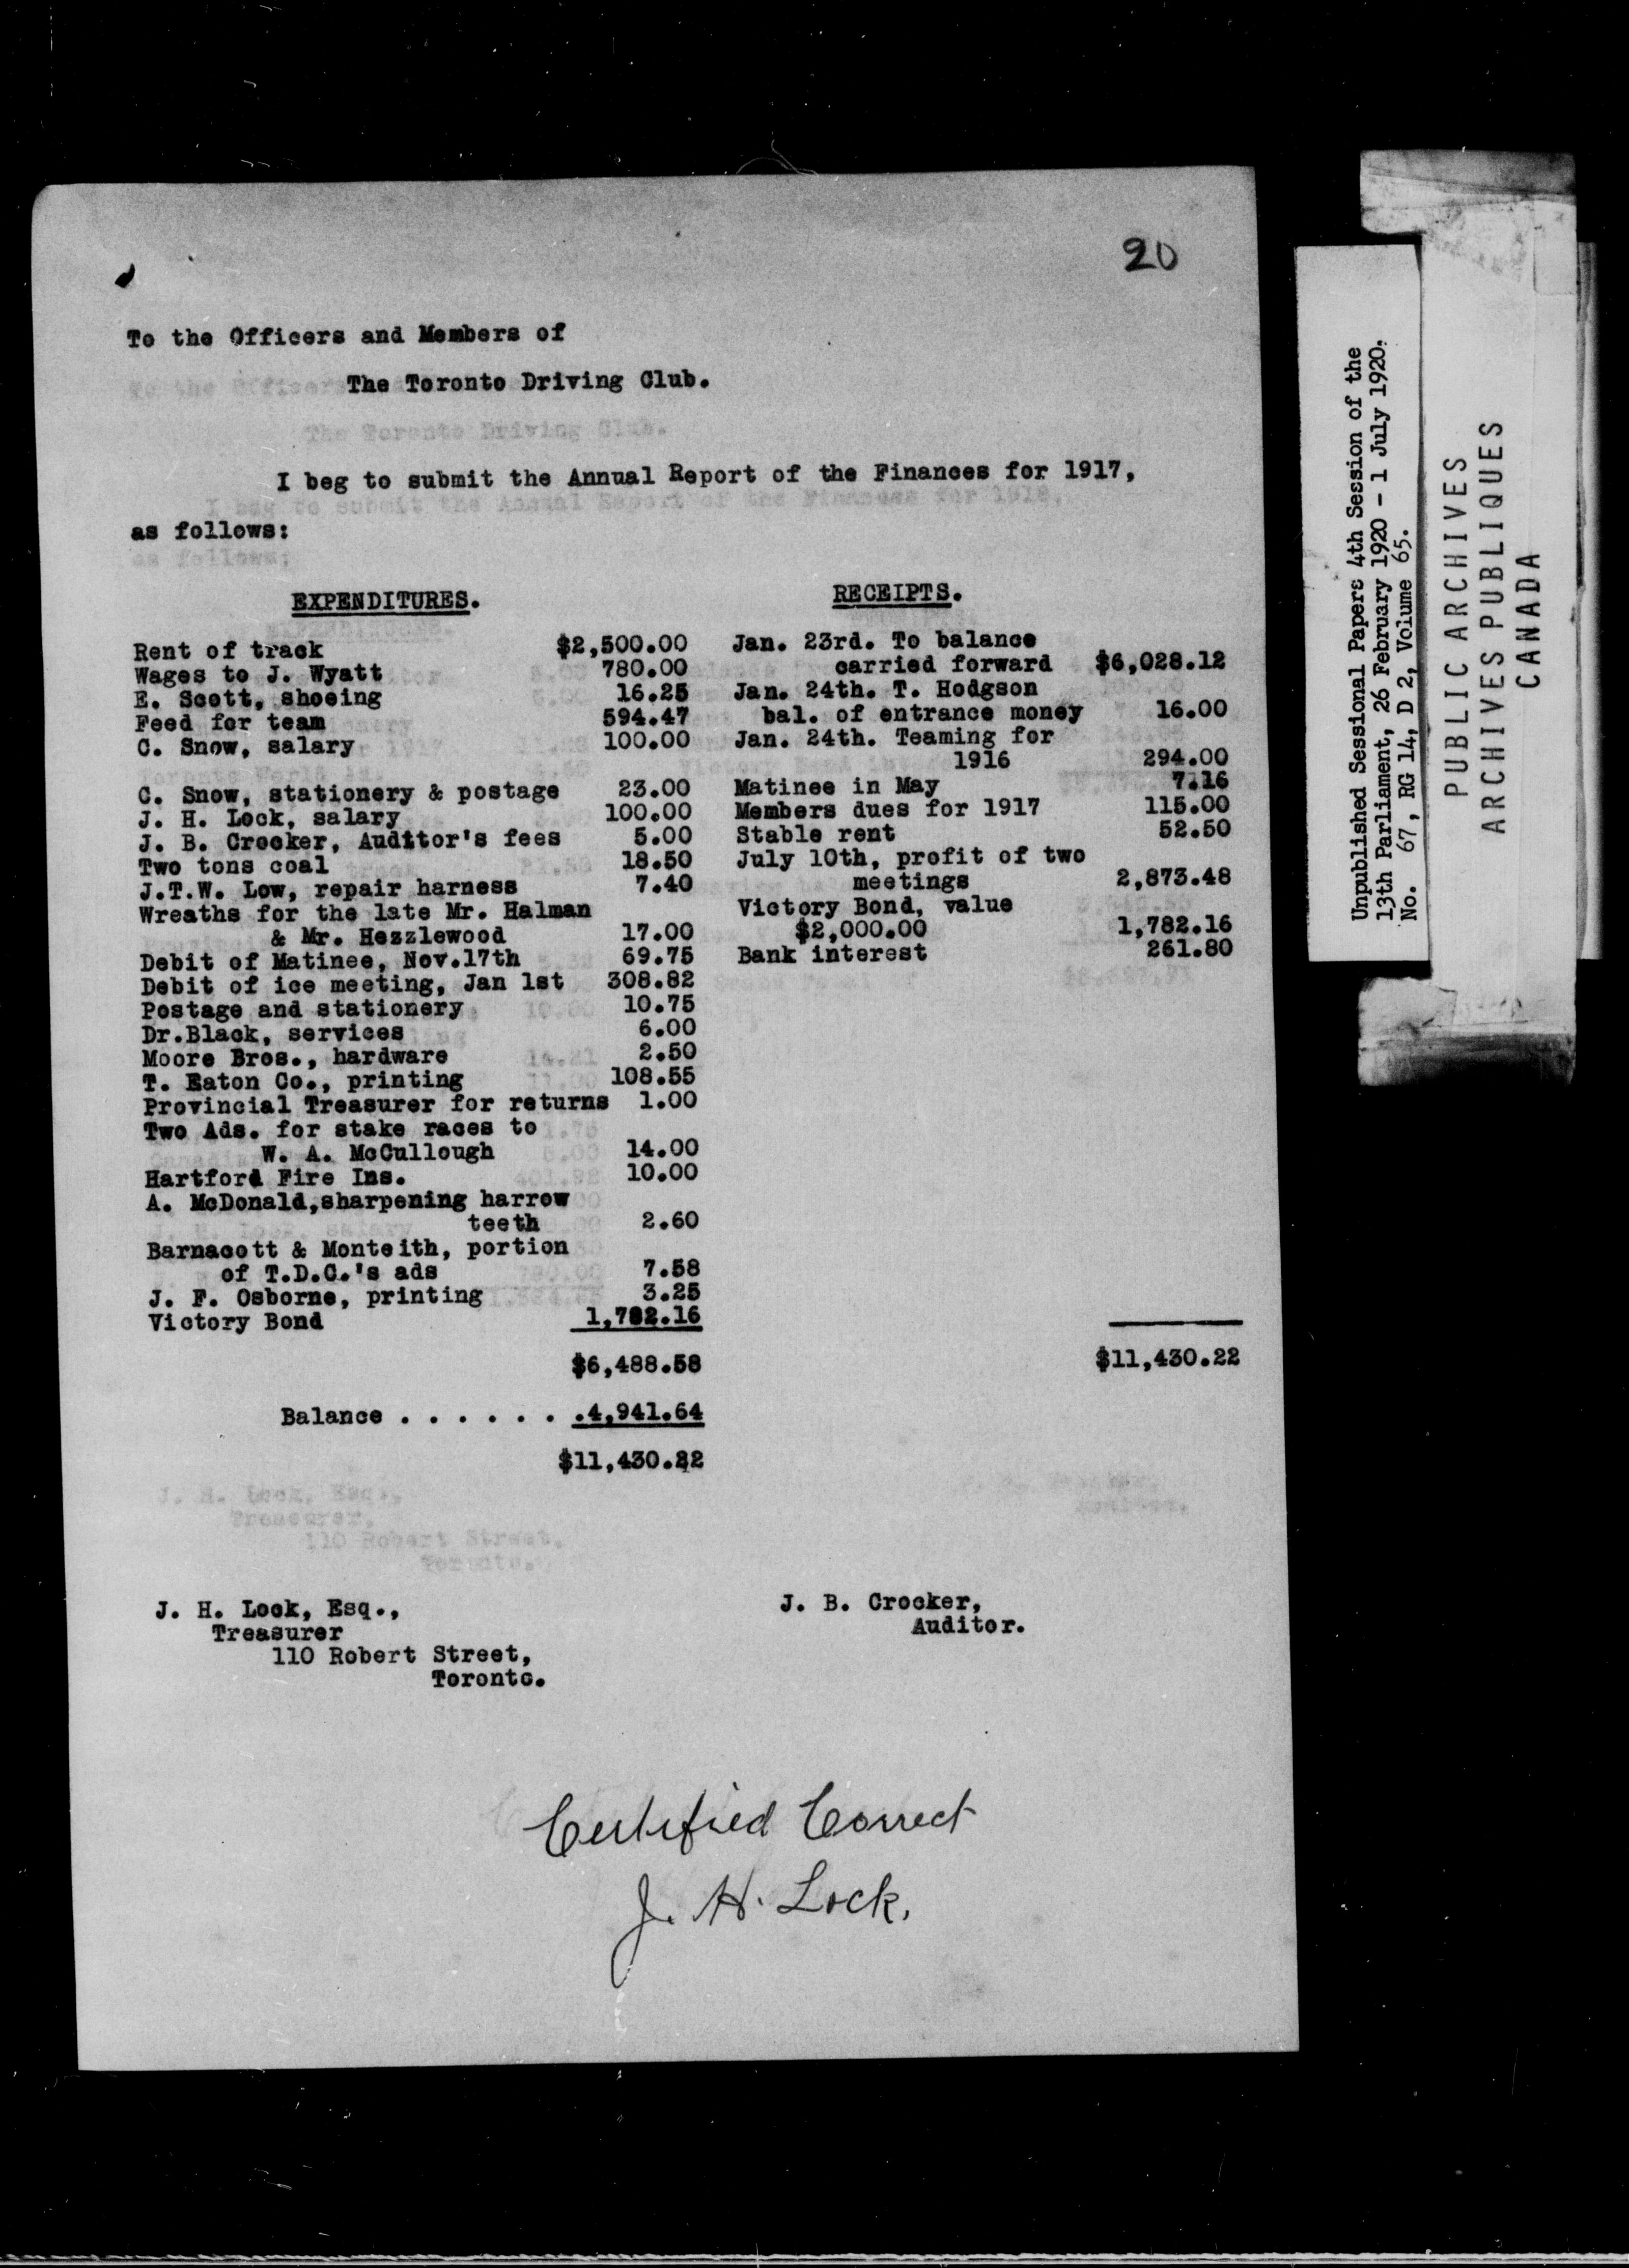 20
To the Officers and Members of
The Toronto Driving Club.
I beg to submit the Annual Report of the Finances for 1917,
as follows:
EXPENDITURES.
Rent of track $2,500.00
Wages to J. Wyatt 780.00
E. Scott, shoeing 16.25
Feed for team 594.47
C. Snow, salary 100.00
C. Snow, stationery & postage 23.00
J. H. Lock, salary 100.00
J. B. Crocker, Auditor's fees 5.00
Two tons coal 18.50
J.T.W. Low, repair harness 7.40
Wreaths for the late Mr. Halman
& Mr. Hezzlewood 17.00
Debit of Matinee, Nov.17th 69.75
Debit of ice meeting, Jan 1st 308.82
Postage and stationery 10.75
Dr.Black, services 6.00
Moore Bros., hardware 2.50
T. Eaton Co., printing 108.55
Provincial Treasurer for returns 1.00
Two Ads. for stake races to
W. A. McCullough 14.00
Hartford Fire Ins. 10.00
A. McDonald,sharpening harrow
teeth 2.60
Barnacott & Monteith, portion
of T.D.C.'s ads 7.58
J. F. Osborne, printing 3.25
Victory Bond 1,782.16
$6,488.58
Balance . . . . . . .4,941.64
$11,430.22
RECEIPTS.
Jan. 23rd. To balance
carried forward $6,028.12
Jan. 24th. T. Hodgson
bal. of entrance money 16.00
Jan. 24th. Teaming for
1916 294.00
Matinee in May 7.16
Members dues for 1917 115.00
Stable rent 52.50
July 10th, profit of two
meetings 2,873.48
Victory Bond, value
$2,000.00 1,782.16
Bank interest 261.80
$11,430.22
J. H. Lock, Esq.,
Treasurer
110 Robert Street,
Toronto.
J. B. Crocker,
Auditor.
Certified Correct
J. H. Lock.
Unpublished Sessional Papers 4th Session of the
13th Parliament, 26 February 1920 - 1 July 1920.
No. 67, RG 14, D 2, Volume 65.
PUBLIC ARCHIVES
ARCHIVES PUBLIQUES
CANADA